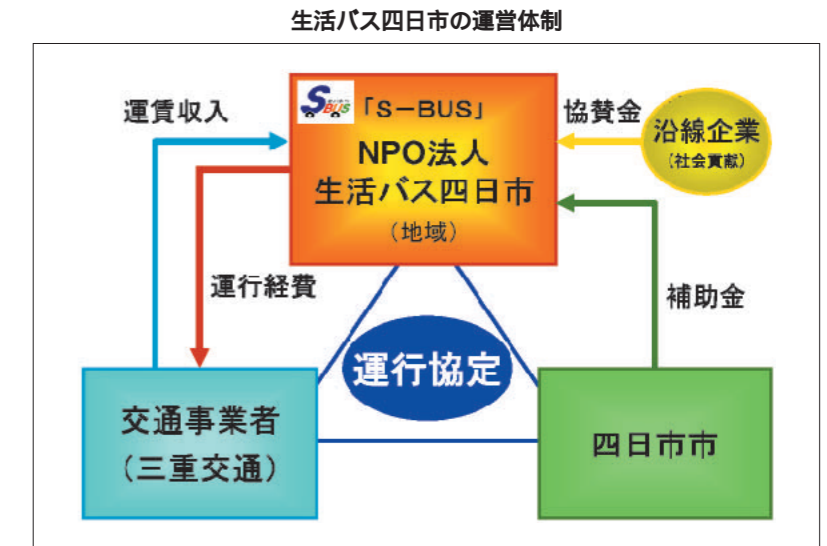 生活バス四日市の運営体制
運賃収入
S BUS
「S－BUS」
NPO法人
生活バス四日市
（地域）
協賛金
沿線企業
（社会貢献）
運行経費
補助金
運行協定
交通事業者
（三重交通）
四日市市